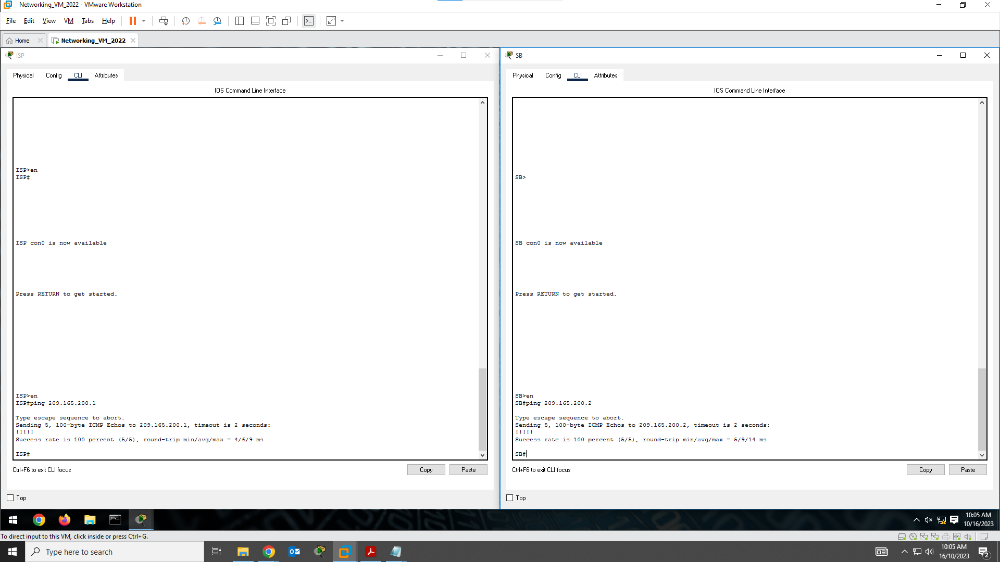 Networking_VM_2022 - VMware Workstation
File Edit View VM Tabs Help
Home Networking_VM_2022
ISP
Physical Config CLI Attributes
IOS Command Line Interface
ISP>en
ISP#
ISP con0 is now available
Press RETURN to get started.
ISP>en
ISP#ping 209.165.200.1
Type escape sequence to abort.
Sending 5, 100-byte ICMP Echos to 209.165.200.1, timeout is 2 seconds:
!!!!!
Success rate is 100 percent (5/5), round-trip min/avg/max = 4/6/9 ms
ISP#
Ctrl+F6 to exit CLI focus
Copy Paste
Top
SB
Physical Config CLI Attributes
IOS Command Line Interface
SB>
SB con0 is now available
Press RETURN to get started.
SB>en
SB#ping 209.165.200.2
Type escape sequence to abort.
Sending 5, 100-byte ICMP Echos to 209.165.200.2, timeout is 2 seconds:
!!!!!
Success rate is 100 percent (5/5), round-trip min/avg/max = 5/9/14 ms
SB#
Ctrl+F6 to exit CLI focus
Copy Paste
Top
10:05 AM
10/16/2023
To direct input to this VM, click inside or press Ctrl+G.
Type here to search
10:05 AM
16/10/2023
2